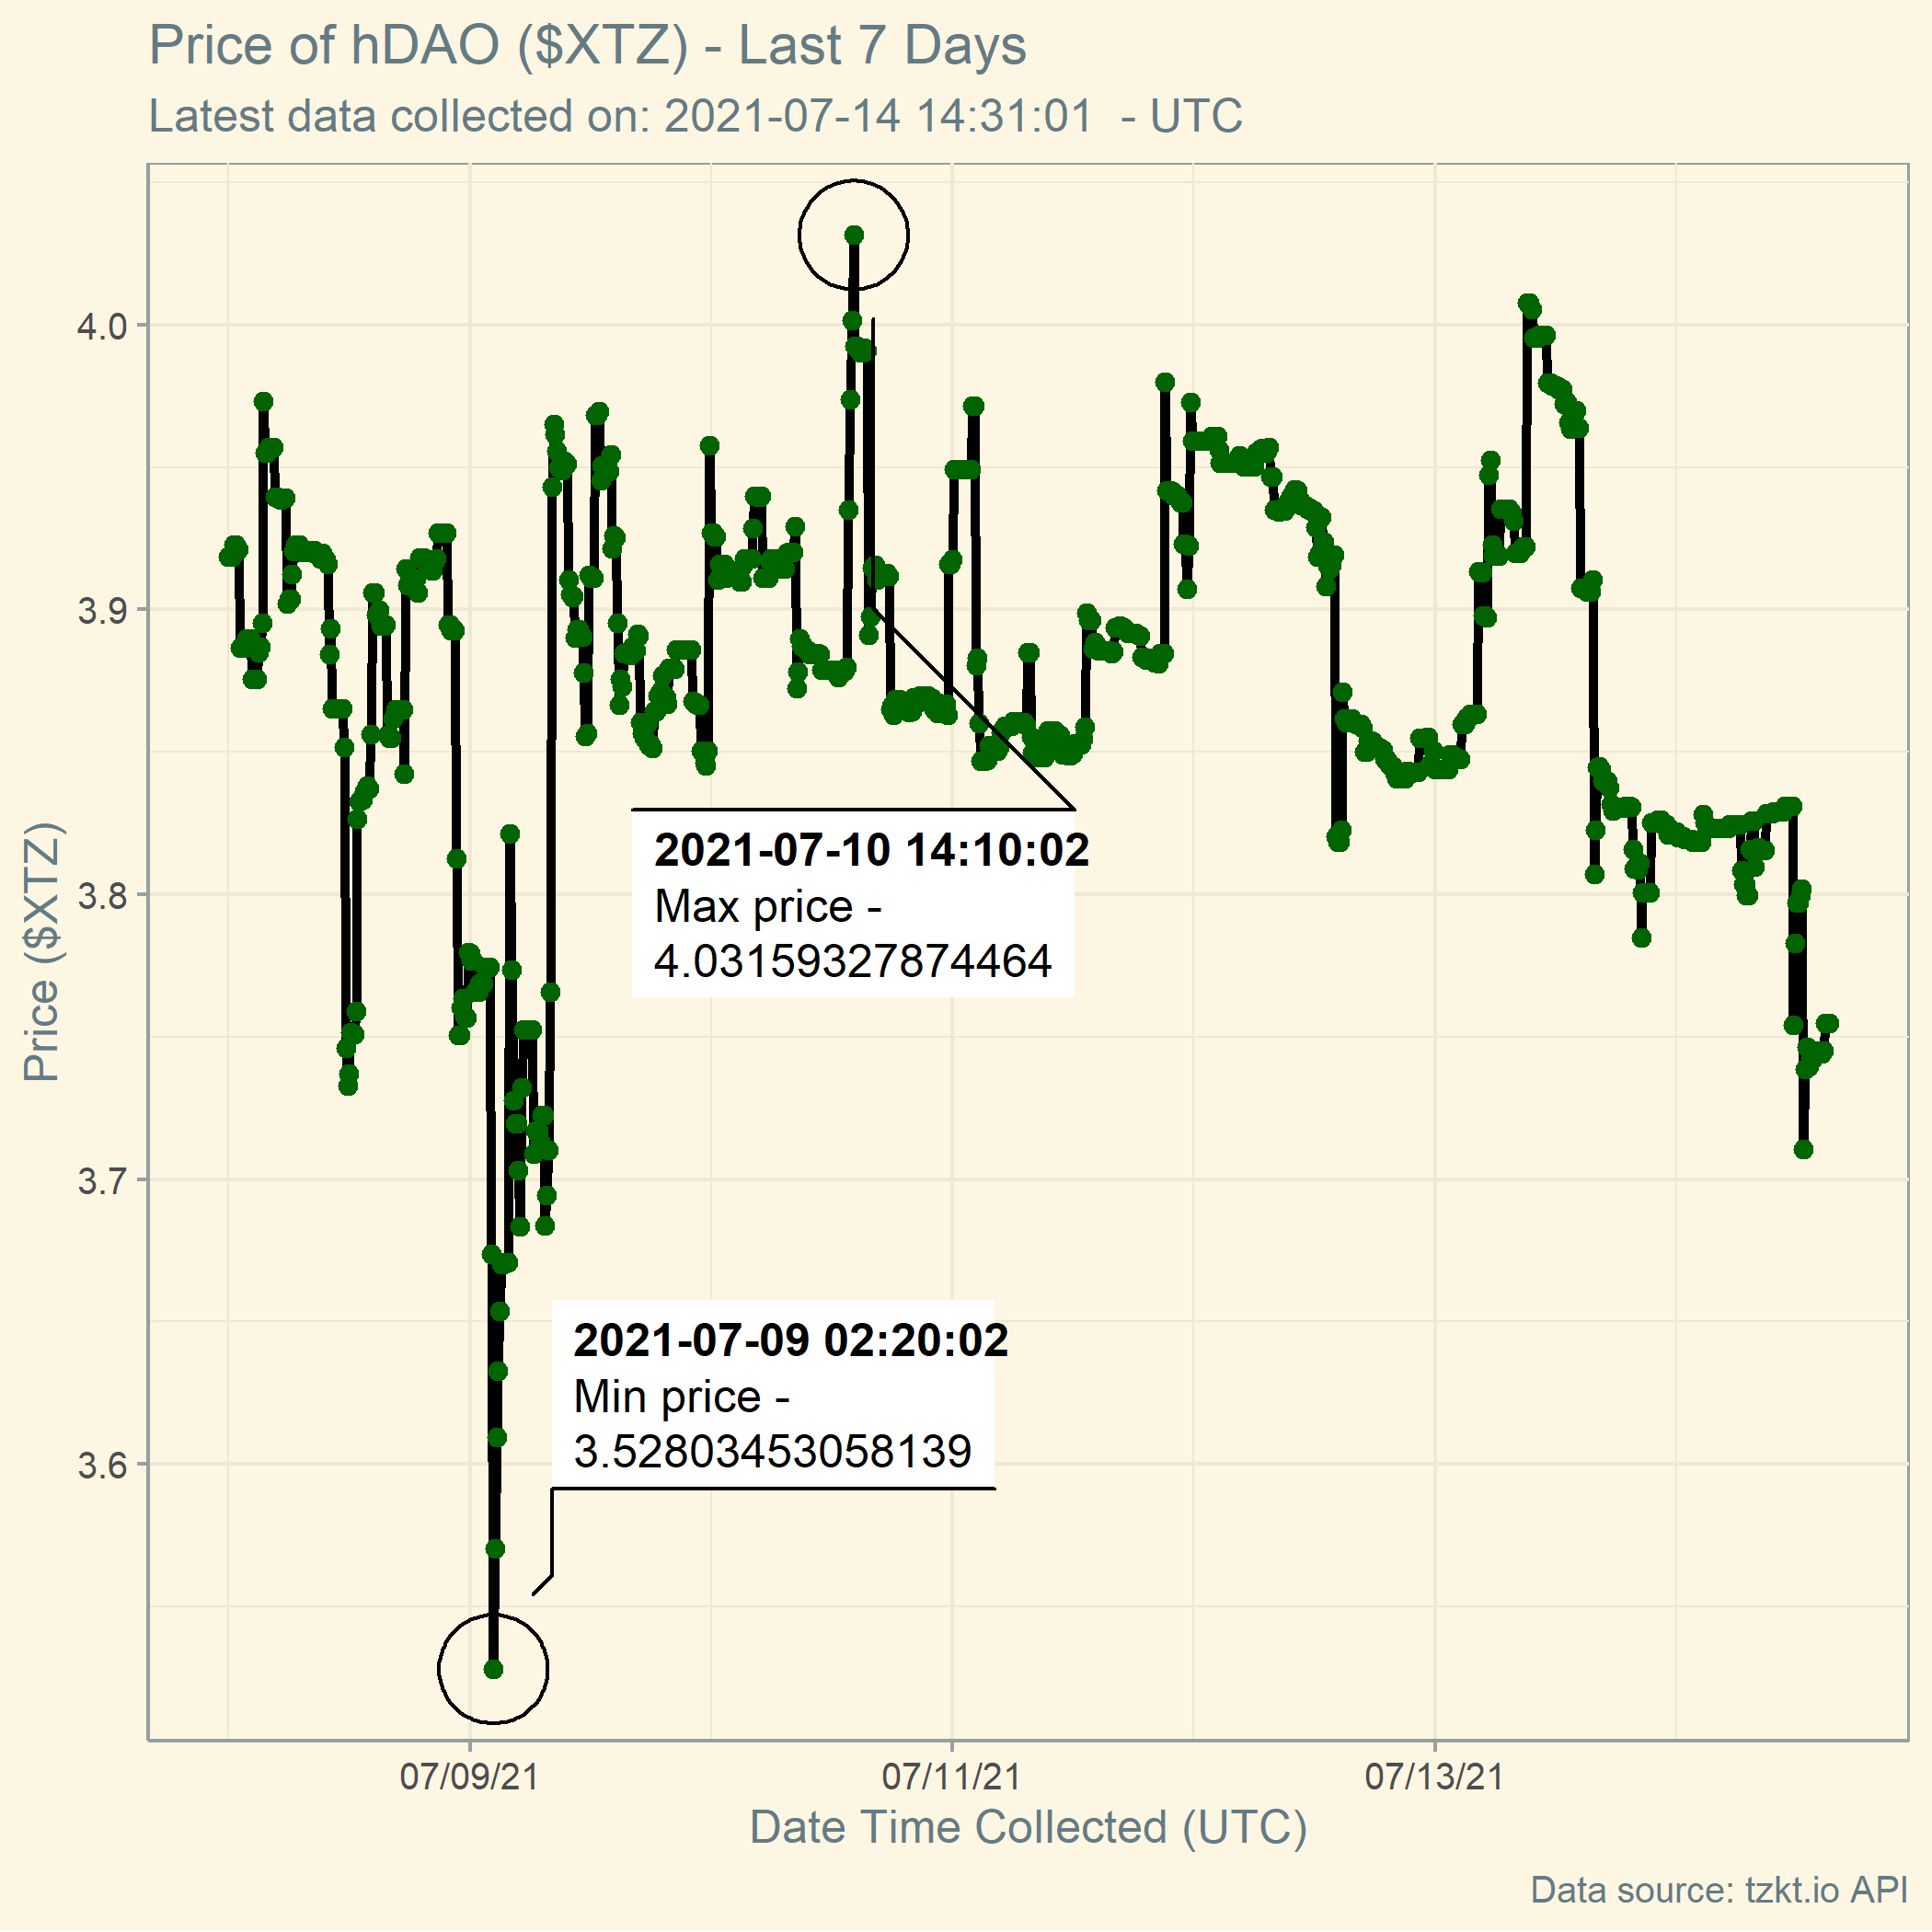 Price of hDAO ($XTZ) - Last 7 Days
Latest data collected on: 2021-07-14 14:31:01  - UTC
4.0
3.9
3.8
3.7
3.6
Price ($XTZ)
2021-07-10 14:10:02
Max price -
4.03159327874464
2021-07-09 02:20:02
Min price -
3.52803453058139
07/09/21
07/11/21
07/13/21
Date Time Collected (UTC)
Data source: tzkt.io API